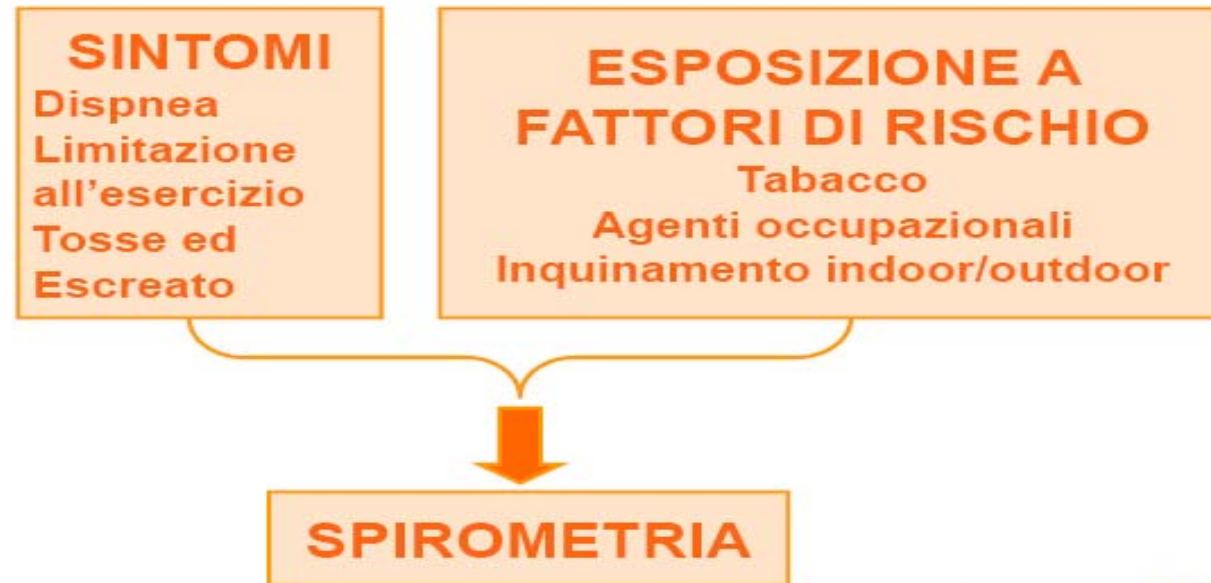 SINTOMI
Dispnea
Limitazione
all'esercizio
Tosse ed
Escreato
ESPOSIZIONE A
FATTORI DI RISCHIO
Tabacco
Agenti occupazionali
Inquinamento indoor/outdoor
SPIROMETRIA